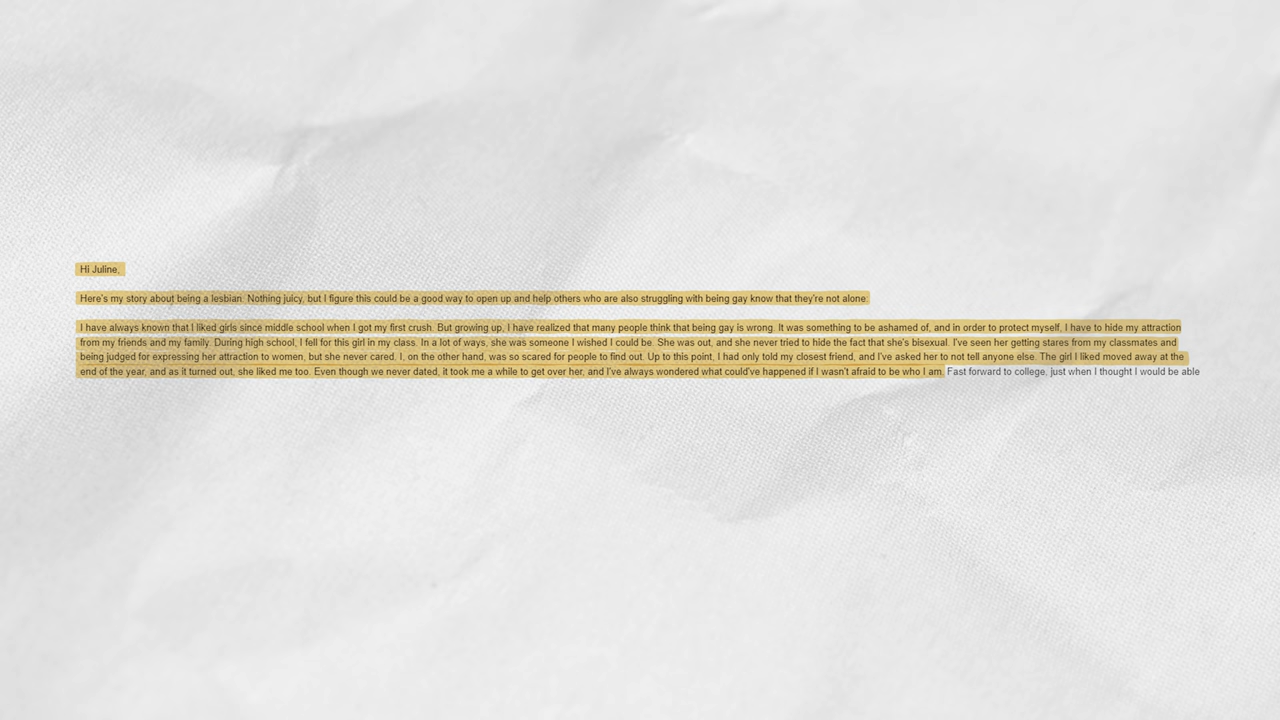 Hi Juline,
Here's my story about being a lesbian. Nothing juicy, but I figure this could be a good way to open up and help others who are also struggling with being gay know that they're not alone.
I have always known that I liked girls since middle school when I got my first crush. But growing up, I have realized that many people think that being gay is wrong. It was something to be ashamed of, and in order to protect myself, I have to hide my attraction
from my friends and my family. During high school, I fell for this girl in my class. In a lot of ways, she was someone I wished I could be. She was out, and she never tried to hide the fact that she's bisexual. I've seen her getting stares from my classmates and
being judged for expressing her attraction to women, but she never cared. I, on the other hand, was so scared for people to find out. Up to this point, I had only told my closest friend, and I've asked her to not tell anyone else. The girl I liked moved away at the
end of the year, and as it turned out, she liked me too. Even though we never dated, it took me a while to get over her, and I've always wondered what could've happened if I wasn't afraid to be who I am. Fast forward to college, just when I thought I would be able